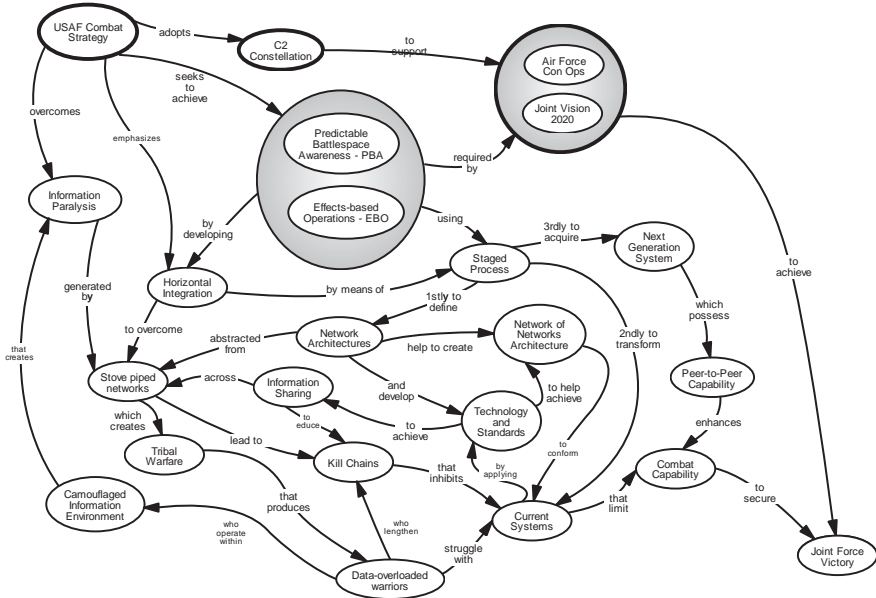 USAF Combat
Strategy
adopts
C2
Constellation
to
support
Air Force
Con Ops
Joint Vision
2020
seeks
to
achieve
overcomes
emphasizes
Predictable
Battlespace
Awareness - PBA
required
by
Effects-based
Operations - EBO
Information
Paralysis
by
developing
using
3rdly to
acquire
Next
Generation
System
to
achieve
Staged
Process
generated
by
Horizontal
Integration
by means of
1stly to
define
which
possess
to overcome
abstracted
from
Network
Architectures
help to create
Network of
Networks
Architecture
2ndly to
transform
that
creates
Stove piped
networks
across
Information
Sharing
and
develop
to help
achieve
Peer-to-Peer
Capability
which
creates
to
educe
to
achieve
Technology
and
Standards
enhances
Tribal
Warfare
lead to
Kill Chains
that
inhibits
by
applying
to
conform
Combat
Capability
Camouflaged
Information
Environment
that
produces
who
operate
within
who
lengthen
Current
Systems
that
limit
to
secure
struggle
with
Data-overloaded
warriors
Joint Force
Victory